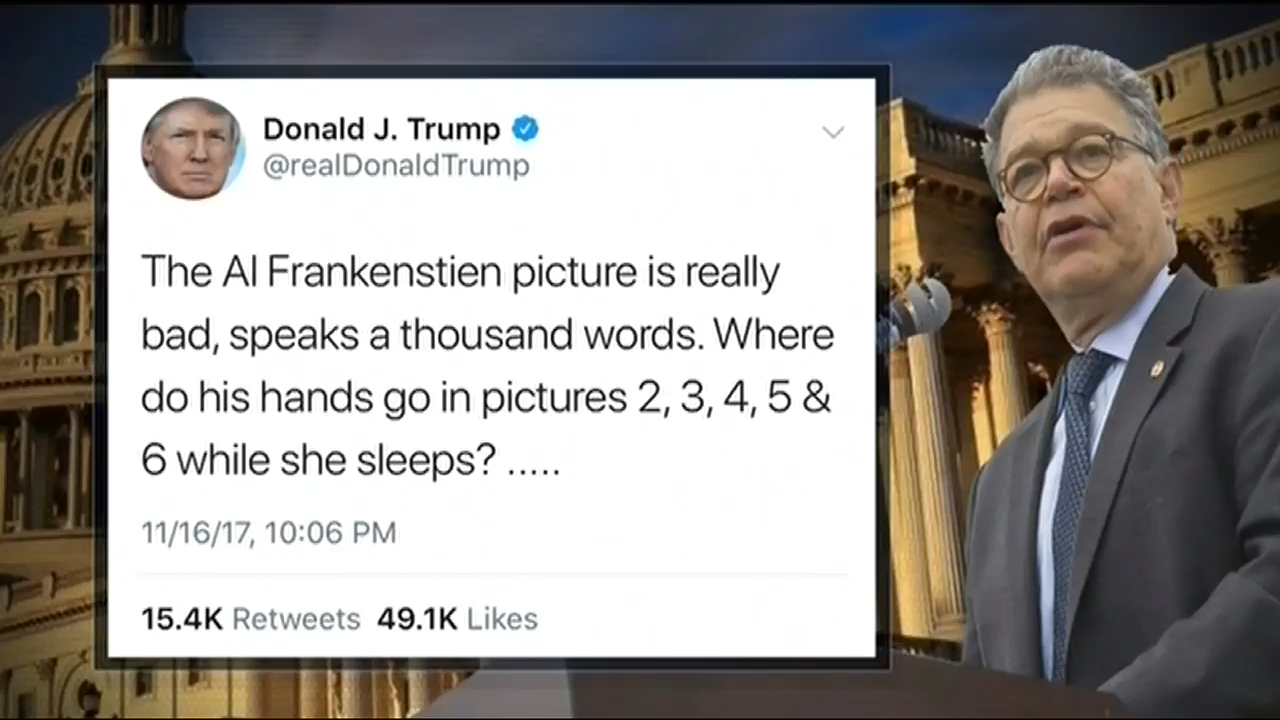 Donald J. Trump
@realDonaldTrump
The Al Frankenstien picture is really
bad, speaks a thousand words. Where
do his hands go in pictures 2, 3, 4, 5 &
6 while she sleeps? .....
11/16/17, 10:06 PM
15.4K Retweets 49.1K Likes